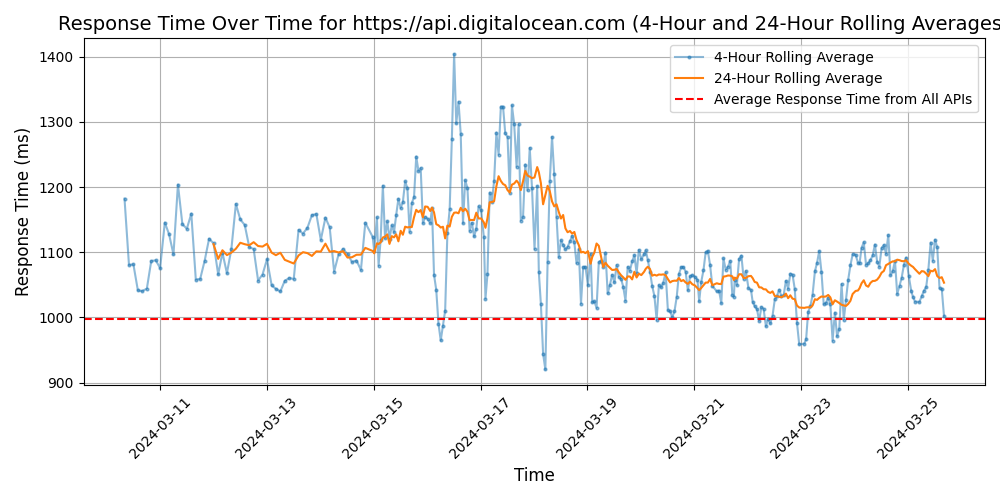 Response Time Over Time for https://api.digitalocean.com (4-Hour and 24-Hour Rolling Averages
4-Hour Rolling Average
24-Hour Rolling Average
Average Response Time from All APIs
Response Time (ms)
1400
1300
1200
1100
1000
900
2024-03-11
2024-03-13
2024-03-15
2024-03-17
2024-03-19
2024-03-21
2024-03-23
2024-03-25
Time